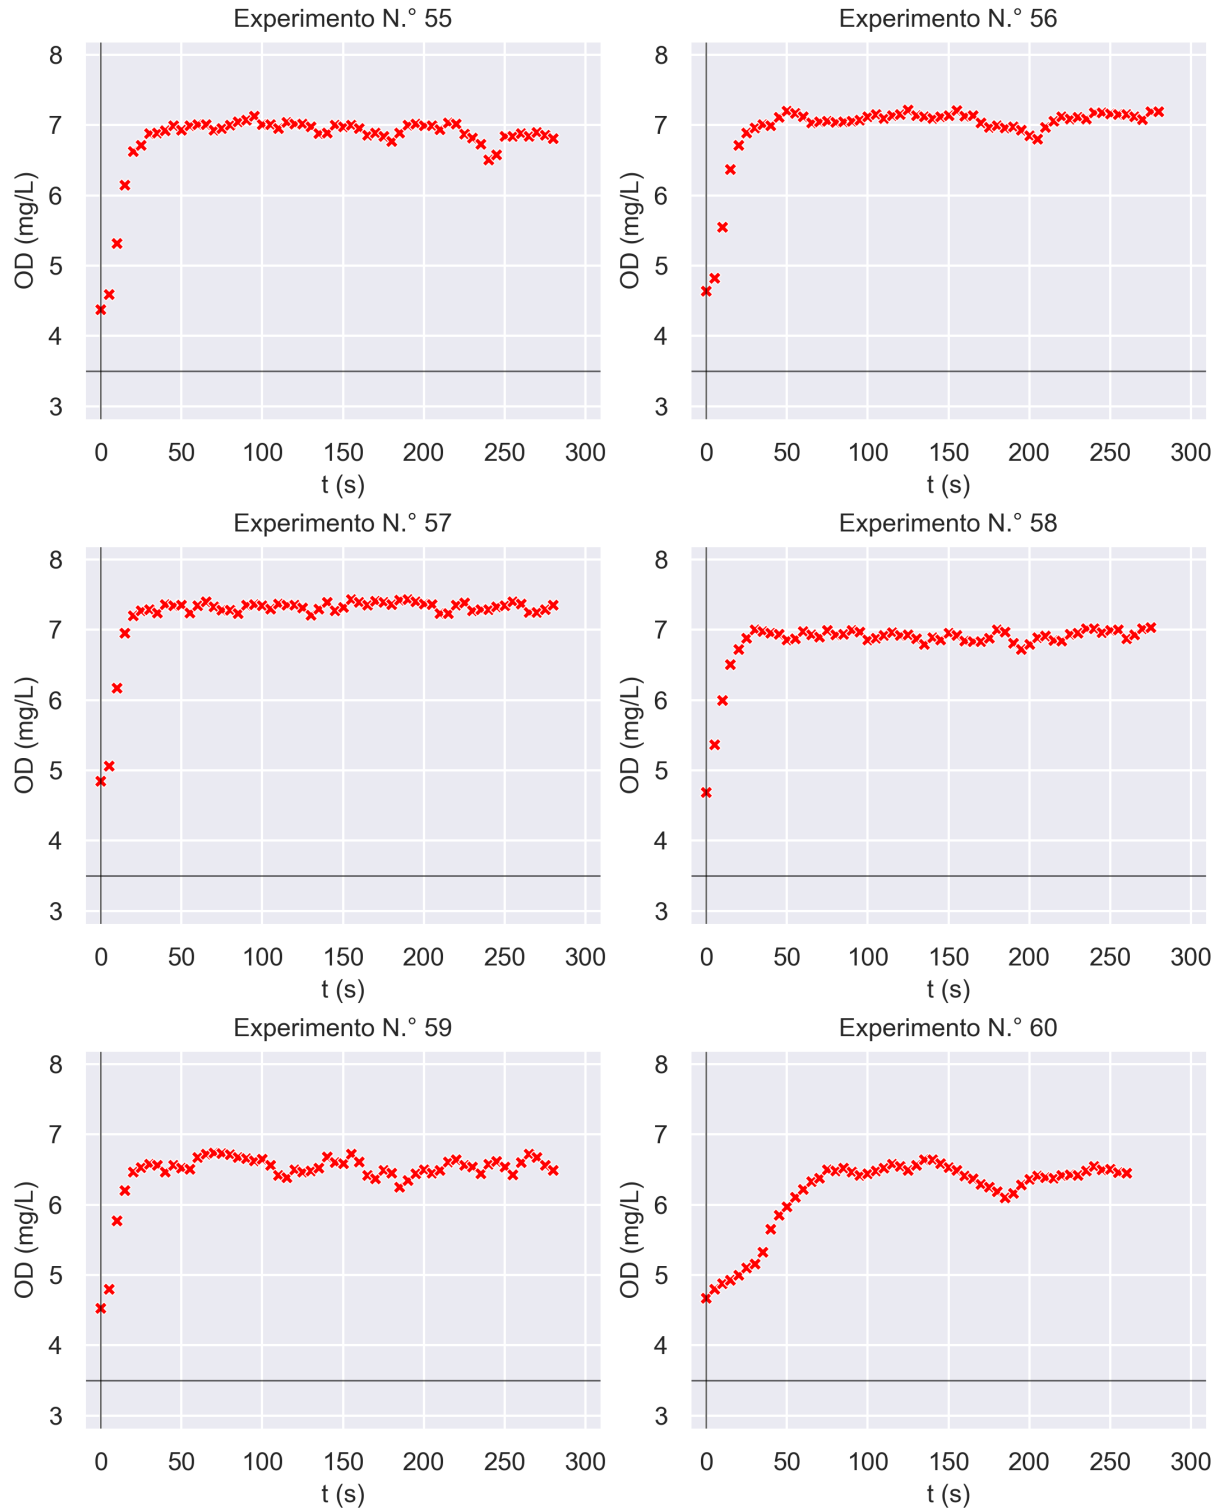 Experimento N.° 55
8
7
6
5
4
3
OD (mg/L)
0 50 100 150 200 250 300
t (s)
Experimento N.° 56
8
7
6
5
4
3
OD (mg/L)
0 50 100 150 200 250 300
t (s)
Experimento N.° 57
8
7
6
5
4
3
OD (mg/L)
0 50 100 150 200 250 300
t (s)
Experimento N.° 58
8
7
6
5
4
3
OD (mg/L)
0 50 100 150 200 250 300
t (s)
Experimento N.° 59
8
7
6
5
4
3
OD (mg/L)
0 50 100 150 200 250 300
t (s)
Experimento N.° 60
8
7
6
5
4
3
OD (mg/L)
0 50 100 150 200 250 300
t (s)